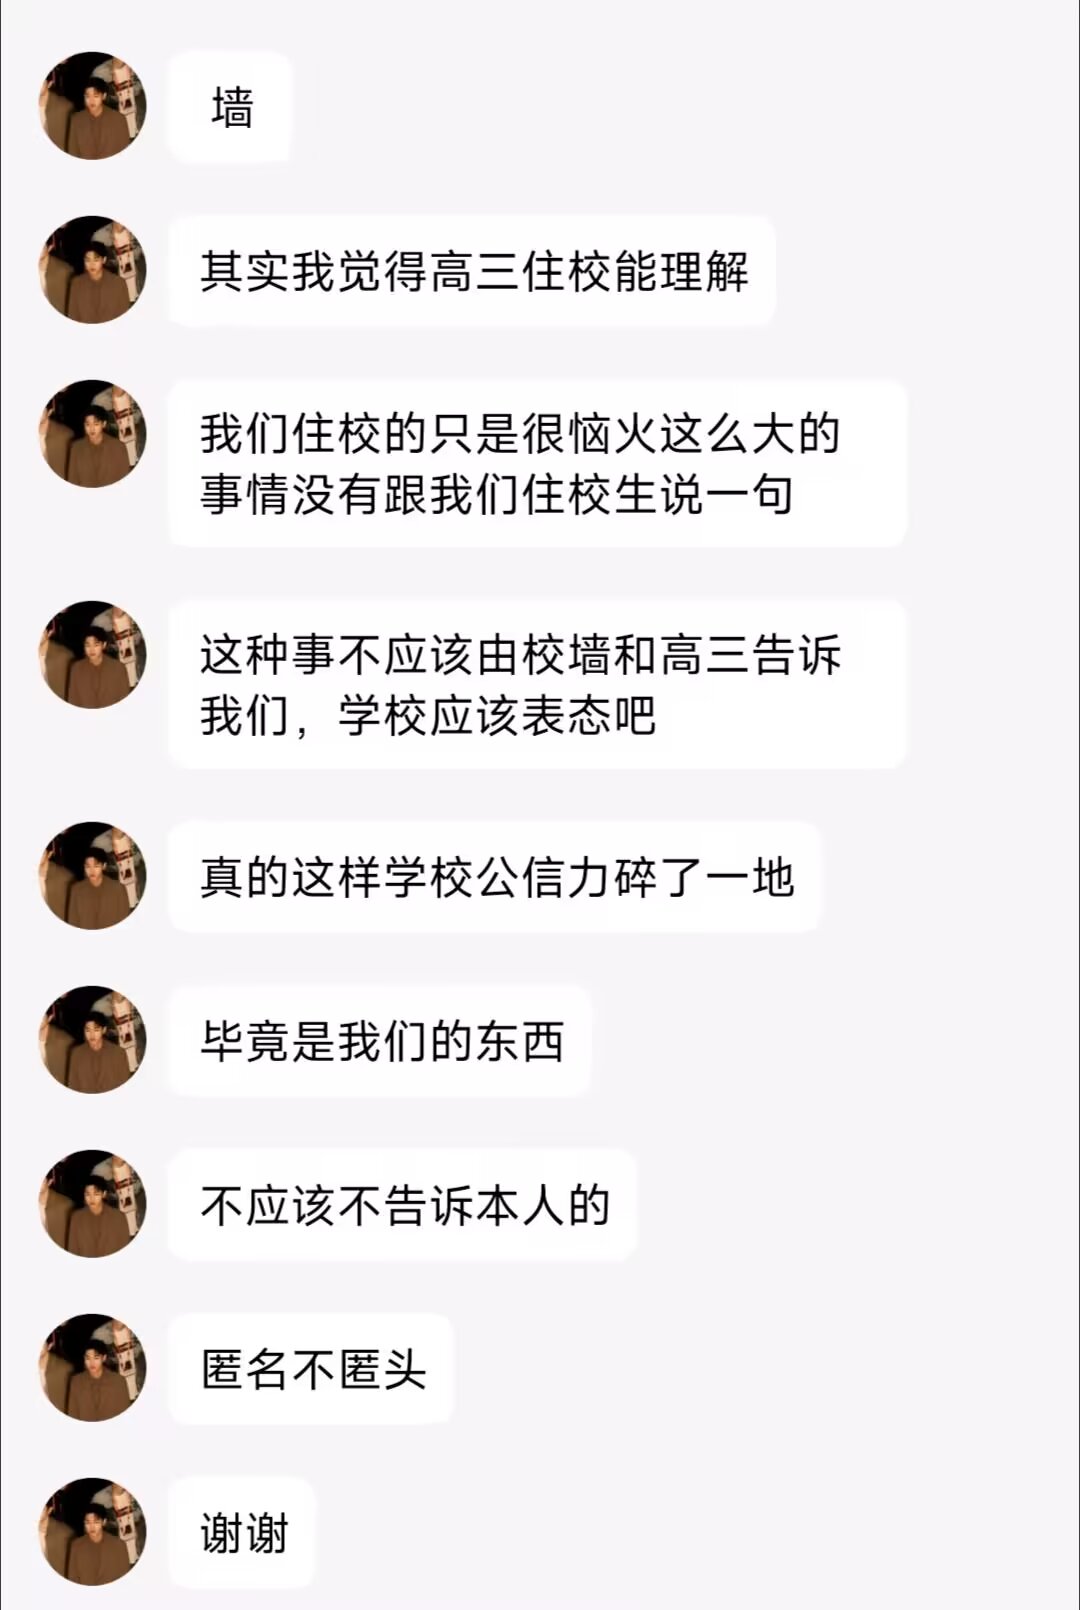 墙
其实我觉得高三住校能理解
我们住校的只是很恼火这么大的
事情没有跟我们住校生说一句
这种事不应该由校墙和高三告诉
我们，学校应该表态吧
真的这样学校公信力碎了一地
毕竟是我们的东西
不应该不告诉本人的
匿名不匿头
谢谢